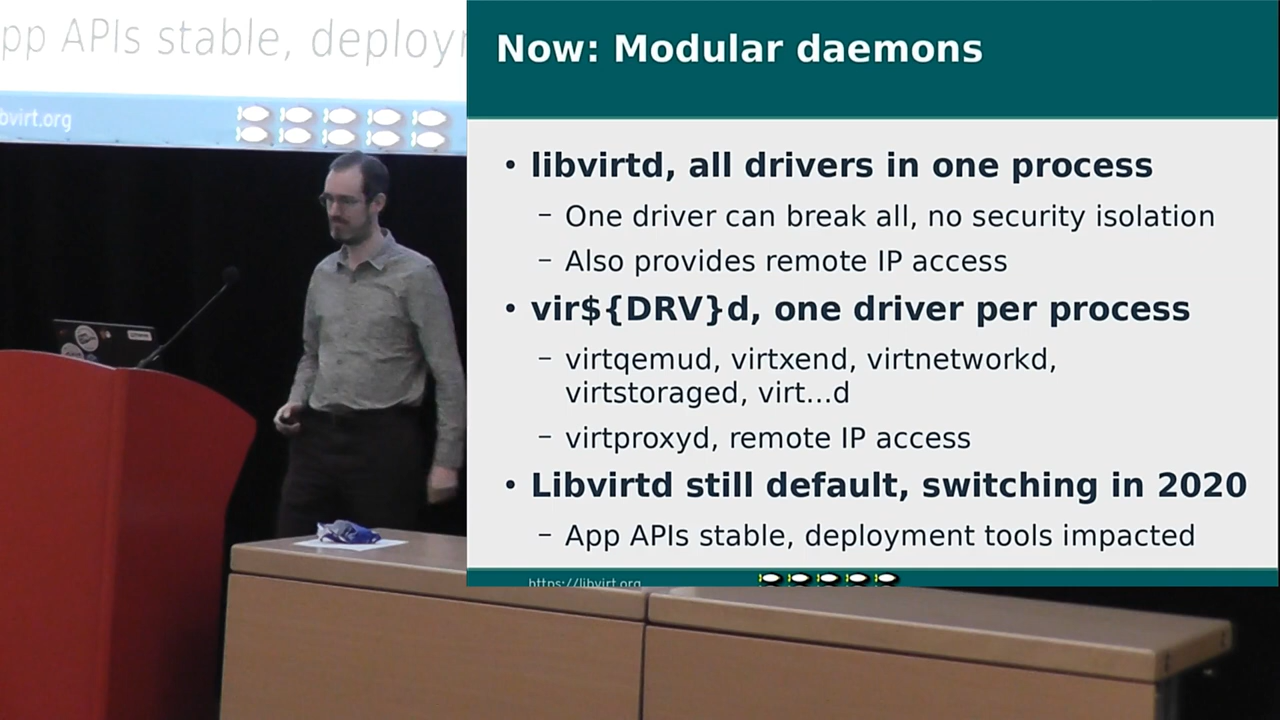 pp APIs stable, deploy
bvirt.org
Now: Modular daemons
• libvirtd, all drivers in one process
– One driver can break all, no security isolation
– Also provides remote IP access
• vir${DRV}d, one driver per process
– virtqemud, virtxend, virtnetworkd,
virtstoraged, virt...d
– virtproxyd, remote IP access
• Libvirtd still default, switching in 2020
– App APIs stable, deployment tools impacted
https://libvirt.org